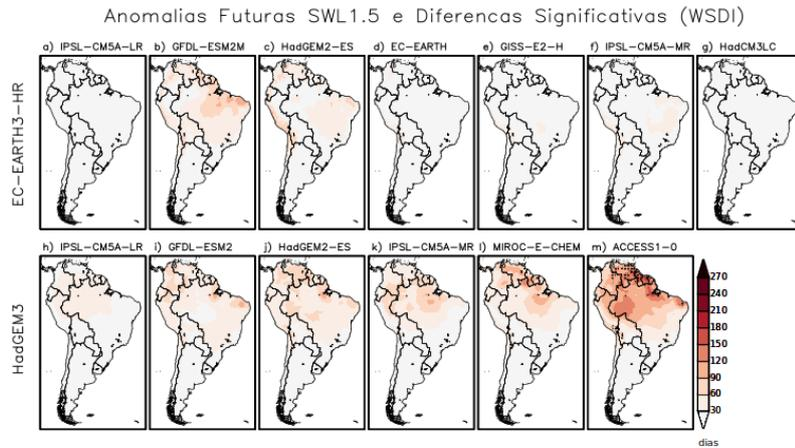 Anomalias Futuras SWL1.5 e Diferencas Significativas (WSDI)
a) IPSL-CM5A-LR b) GFDL-ESM2M c) HadGEM2-ES d) EC-EARTH e) GISS-E2-H f) IPSL-CM5A-MR g) HadCM3LC
EC-EARTH3-HR
h) IPSL-CM5A-LR i) GFDL-ESM2 j) HadGEM2-ES k) IPSL-CM5A-MR l) MIROC-E-CHEM m) ACCESS1-0
HadGEM3
270
240
210
180
150
120
90
60
30
dias